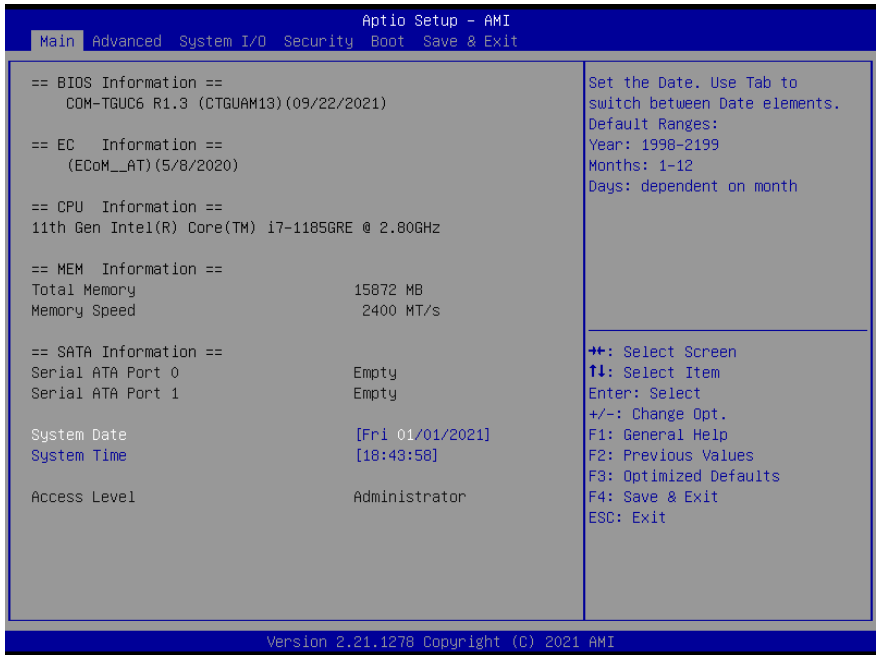 Aptio Setup – AMI
Main Advanced System I/O Security Boot Save & Exit
== BIOS Information ==
COM-TGUC6 R1.3 (CTGUAM13)(09/22/2021)
== EC Information ==
(ECoM__AT)(5/8/2020)
== CPU Information ==
11th Gen Intel(R) Core(TM) i7-1185GRE @ 2.80GHz
== MEM Information ==
Total Memory 15872 MB
Memory Speed 2400 MT/s
== SATA Information ==
Serial ATA Port 0 Empty
Serial ATA Port 1 Empty
System Date [Fri 01/01/2021]
System Time [18:43:58]
Access Level Administrator
Set the Date. Use Tab to
switch between Date elements.
Default Ranges:
Year: 1998-2199
Months: 1-12
Days: dependent on month
→←: Select Screen
↑↓: Select Item
Enter: Select
+/-: Change Opt.
F1: General Help
F2: Previous Values
F3: Optimized Defaults
F4: Save & Exit
ESC: Exit
Version 2.21.1278 Copyright (C) 2021 AMI